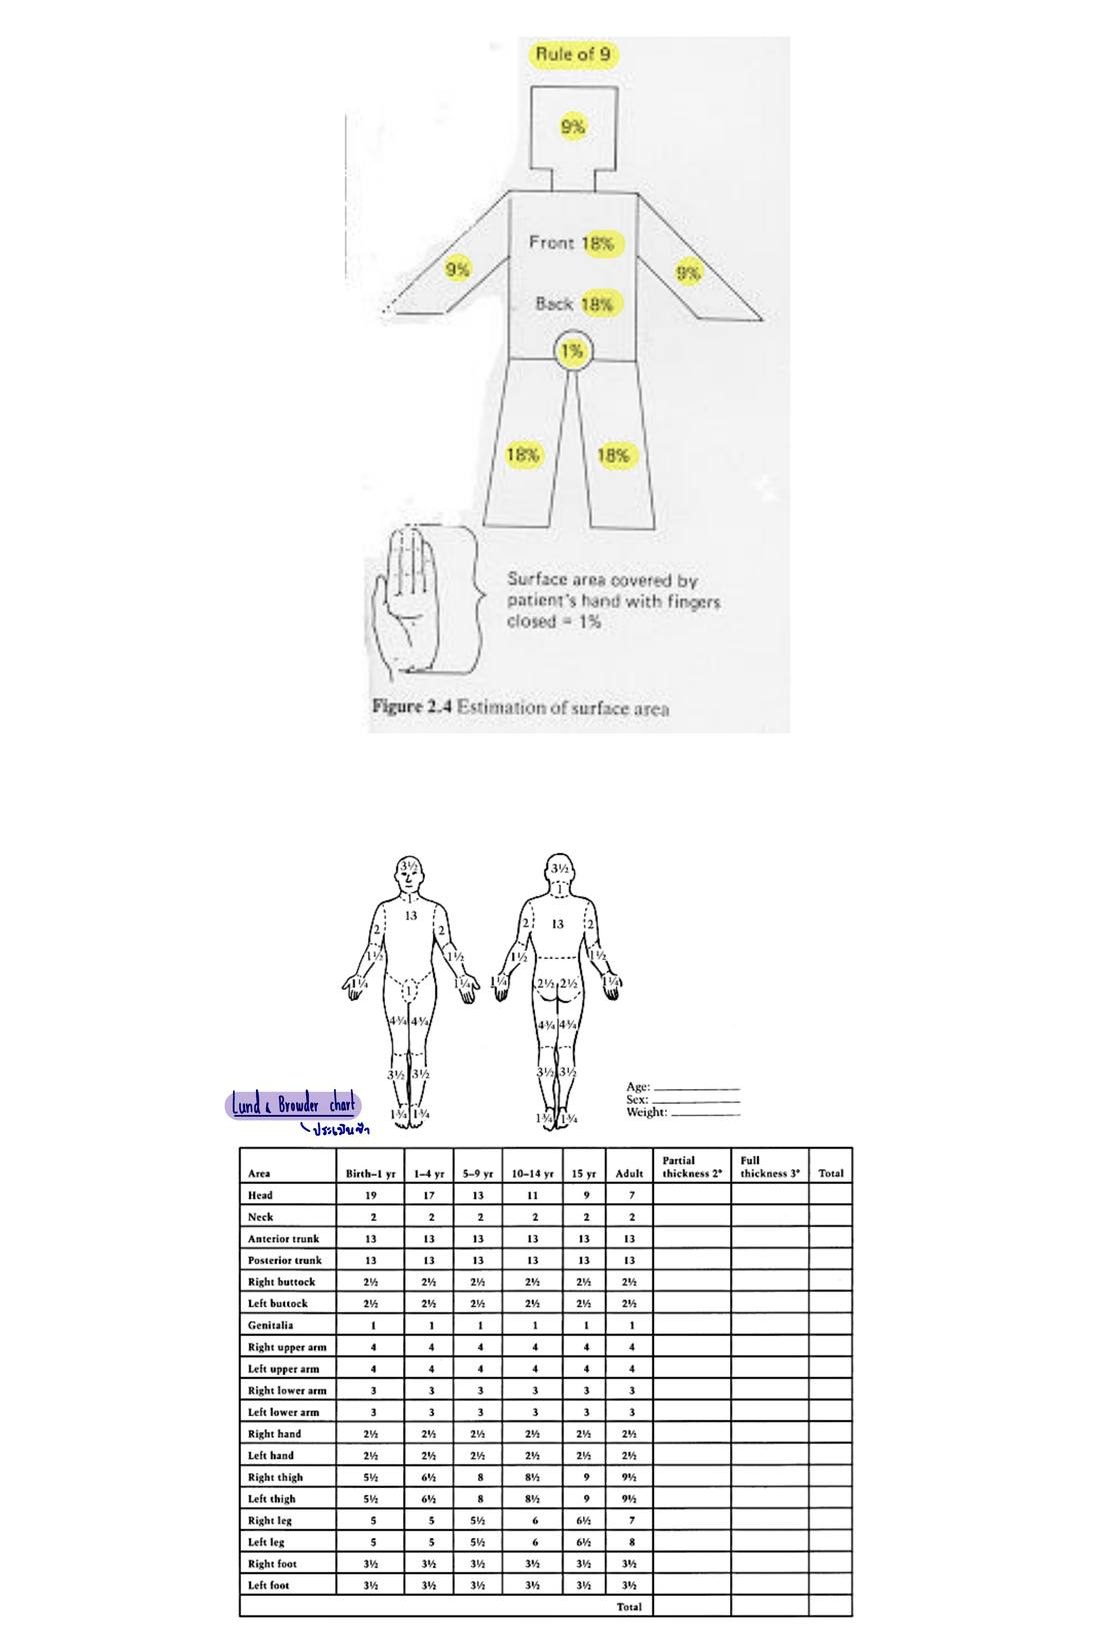 Rule of 9
9%
Front 18%
9%
9%
Back 18%
1%
18%
18%
Surface area covered by
patient's hand with fingers
closed = 1%
Figure 2.4 Estimation of surface area
3½ 3½
1 1
13 13
2 2 2 2
1½ 1½ 1½ 1½
1¼ 1¼ 1¼ 1¼
1 2½ 2½
4¾ 4¾ 4¾ 4¾
3½ 3½ 3½ 3½
1¾ 1¾ 1¾ 1¾
Age:
Sex:
Weight:
Lund & Browder chart
Area Birth–1 yr 1–4 yr 5–9 yr 10–14 yr 15 yr Adult Partial thickness 2° Full thickness 3° Total
Head 19 17 13 11 9 7
Neck 2 2 2 2 2 2
Anterior trunk 13 13 13 13 13 13
Posterior trunk 13 13 13 13 13 13
Right buttock 2½ 2½ 2½ 2½ 2½ 2½
Left buttock 2½ 2½ 2½ 2½ 2½ 2½
Genitalia 1 1 1 1 1 1
Right upper arm 4 4 4 4 4 4
Left upper arm 4 4 4 4 4 4
Right lower arm 3 3 3 3 3 3
Left lower arm 3 3 3 3 3 3
Right hand 2½ 2½ 2½ 2½ 2½ 2½
Left hand 2½ 2½ 2½ 2½ 2½ 2½
Right thigh 5½ 6½ 8 8½ 9 9½
Left thigh 5½ 6½ 8 8½ 9 9½
Right leg 5 5 5½ 6 6½ 7
Left leg 5 5 5½ 6 6½ 8
Right foot 3½ 3½ 3½ 3½ 3½ 3½
Left foot 3½ 3½ 3½ 3½ 3½ 3½
Total